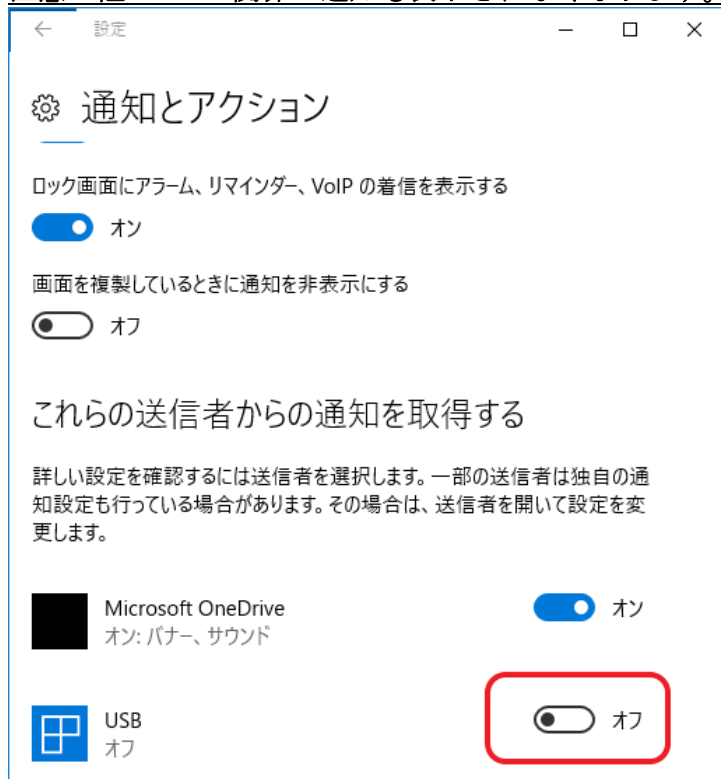 設定
通知とアクション
ロック画面にアラーム、リマインダー、VoIP の着信を表示する
オン
画面を複製しているときに通知を非表示にする
オフ
これらの送信者からの通知を取得する
詳しい設定を確認するには送信者を選択します。一部の送信者は独自の通
知設定も行っている場合があります。その場合は、送信者を開いて設定を変
更します。
Microsoft OneDrive
オン
オン: バナー、サウンド
USB
オフ
オフ